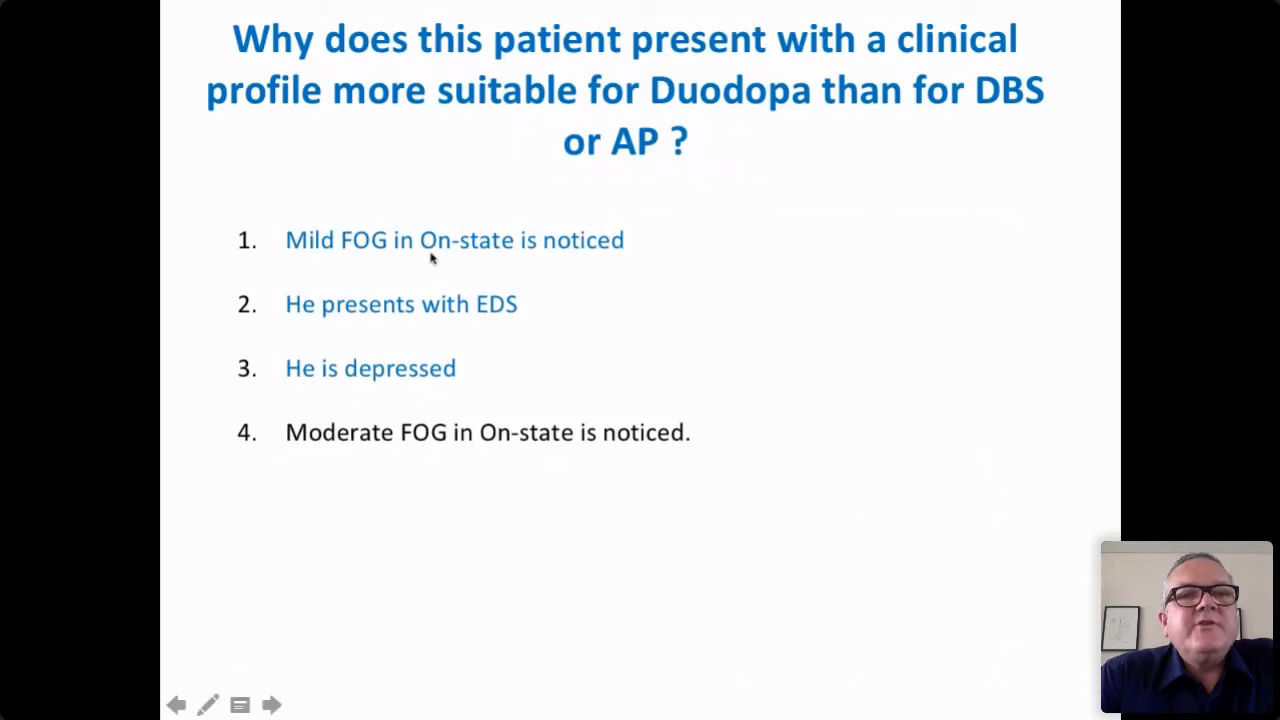 Why does this patient present with a clinical
profile more suitable for Duodopa than for DBS
or AP ?
1. Mild FOG in On-state is noticed
2. He presents with EDS
3. He is depressed
4. Moderate FOG in On-state is noticed.